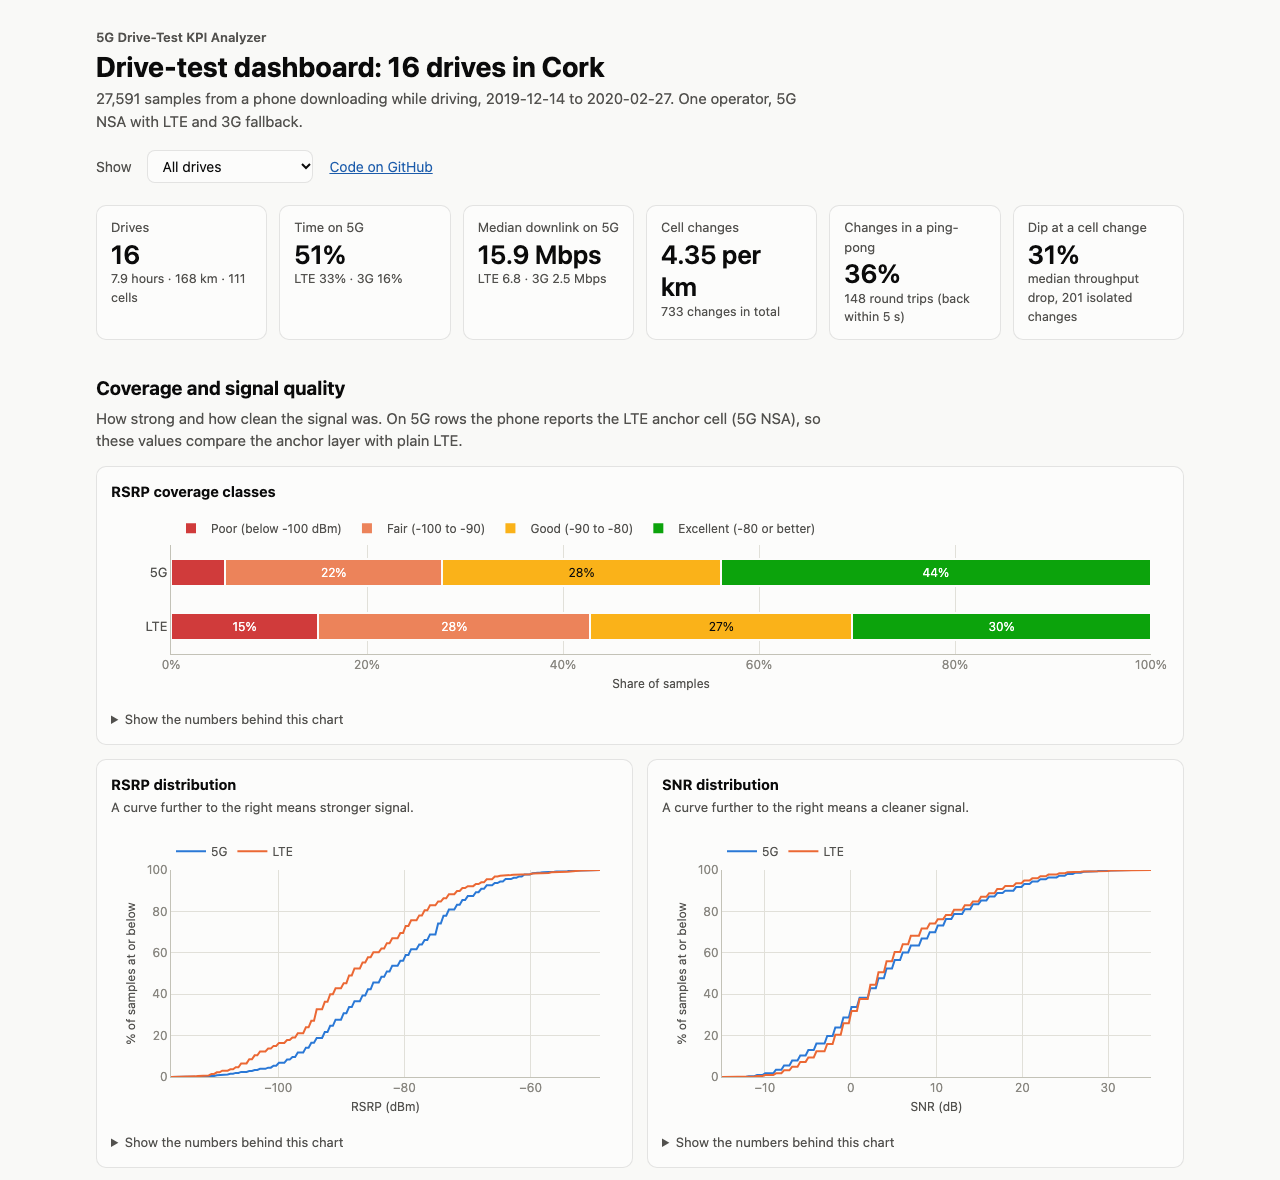 5G Drive-Test KPI Analyzer
Drive-test dashboard: 16 drives in Cork
27,591 samples from a phone downloading while driving, 2019-12-14 to 2020-02-27. One operator, 5G
NSA with LTE and 3G fallback.
Show All drives Code on GitHub
Drives
16
7.9 hours · 168 km · 111
cells
Time on 5G
51%
LTE 33% · 3G 16%
Median downlink on 5G
15.9 Mbps
LTE 6.8 · 3G 2.5 Mbps
Cell changes
4.35 per
km
733 changes in total
Changes in a ping-
pong
36%
148 round trips (back
within 5 s)
Dip at a cell change
31%
median throughput
drop, 201 isolated
changes
Coverage and signal quality
How strong and how clean the signal was. On 5G rows the phone reports the LTE anchor cell (5G NSA), so
these values compare the anchor layer with plain LTE.
RSRP coverage classes
Poor (below -100 dBm) Fair (-100 to -90) Good (-90 to -80) Excellent (-80 or better)
5G 22% 28% 44%
LTE 15% 28% 27% 30%
0% 20% 40% 60% 80% 100%
Share of samples
▶ Show the numbers behind this chart
RSRP distribution
A curve further to the right means stronger signal.
5G LTE
100
80
60
40
20
0
% of samples at or below
−100 −80 −60
RSRP (dBm)
▶ Show the numbers behind this chart
SNR distribution
A curve further to the right means a cleaner signal.
5G LTE
100
80
60
40
20
0
% of samples at or below
−10 0 10 20 30
SNR (dB)
▶ Show the numbers behind this chart